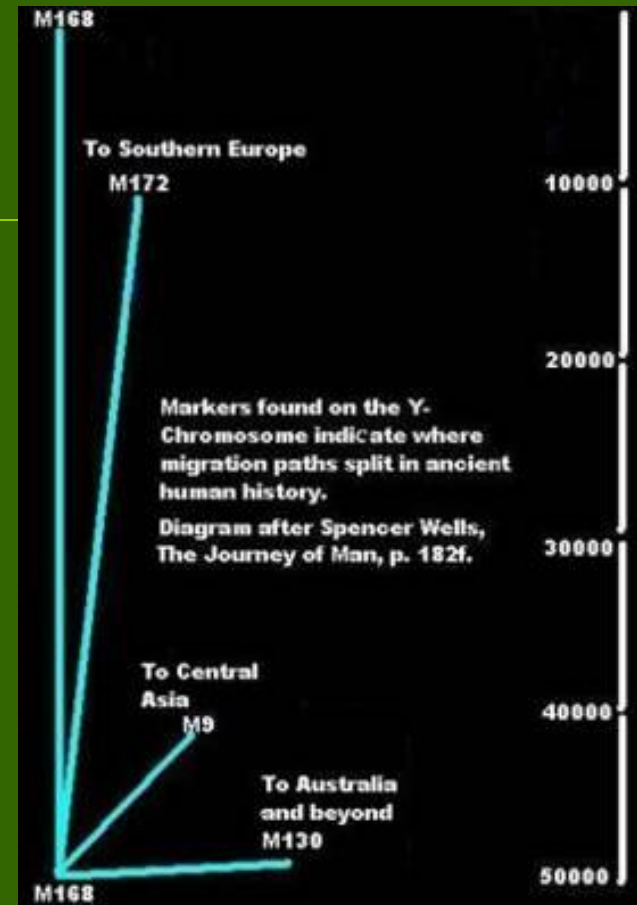 M168
To Southern Europe
M172
10000
20000
Markers found on the Y-
Chromosome indicate where
migration paths split in ancient
human history.
Diagram after Spencer Wells,
The Journey of Man, p. 182f.
30000
To Central
Asia
M9
40000
To Australia
and beyond
M130
50000
M168